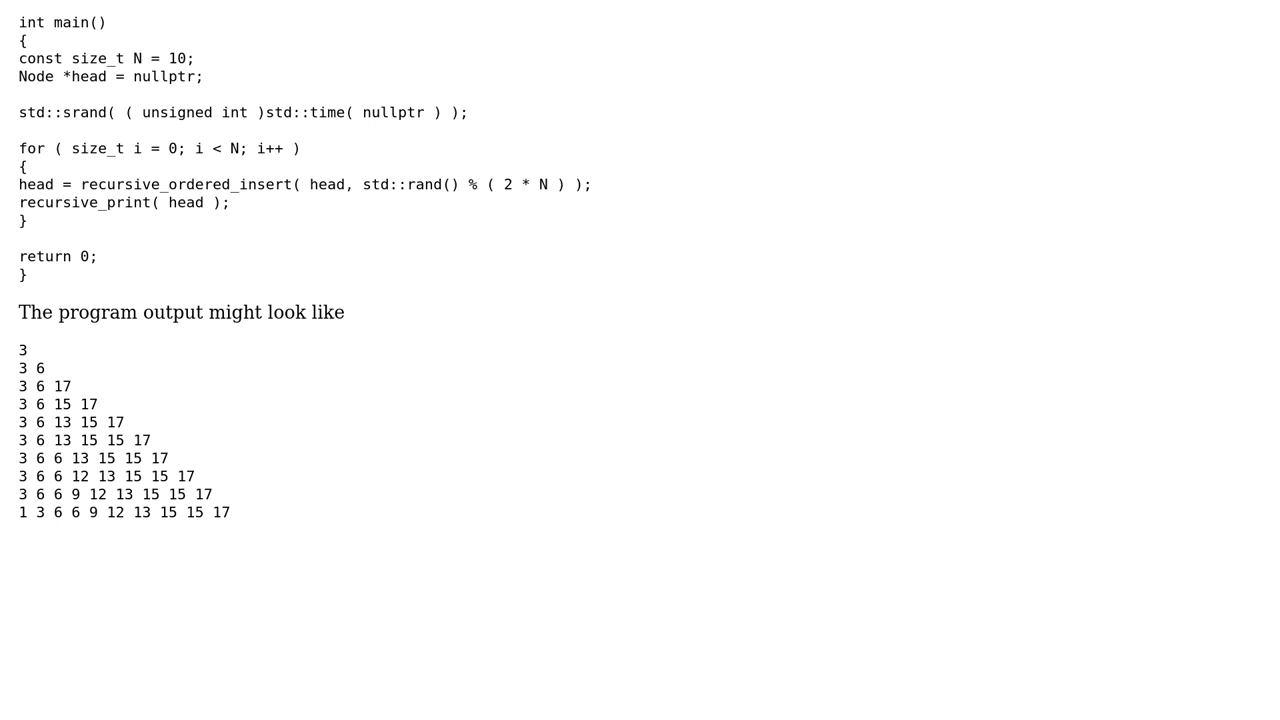 int main()
{
const size_t N = 10;
Node *head = nullptr;

std::srand( ( unsigned int )std::time( nullptr ) );

for ( size_t i = 0; i < N; i++ )
{
head = recursive_ordered_insert( head, std::rand() % ( 2 * N ) );
recursive_print( head );
}

return 0;
}

The program output might look like

3
3 6
3 6 17
3 6 15 17
3 6 13 15 17
3 6 13 15 15 17
3 6 6 13 15 15 17
3 6 6 12 13 15 15 17
3 6 6 9 12 13 15 15 17
1 3 6 6 9 12 13 15 15 17